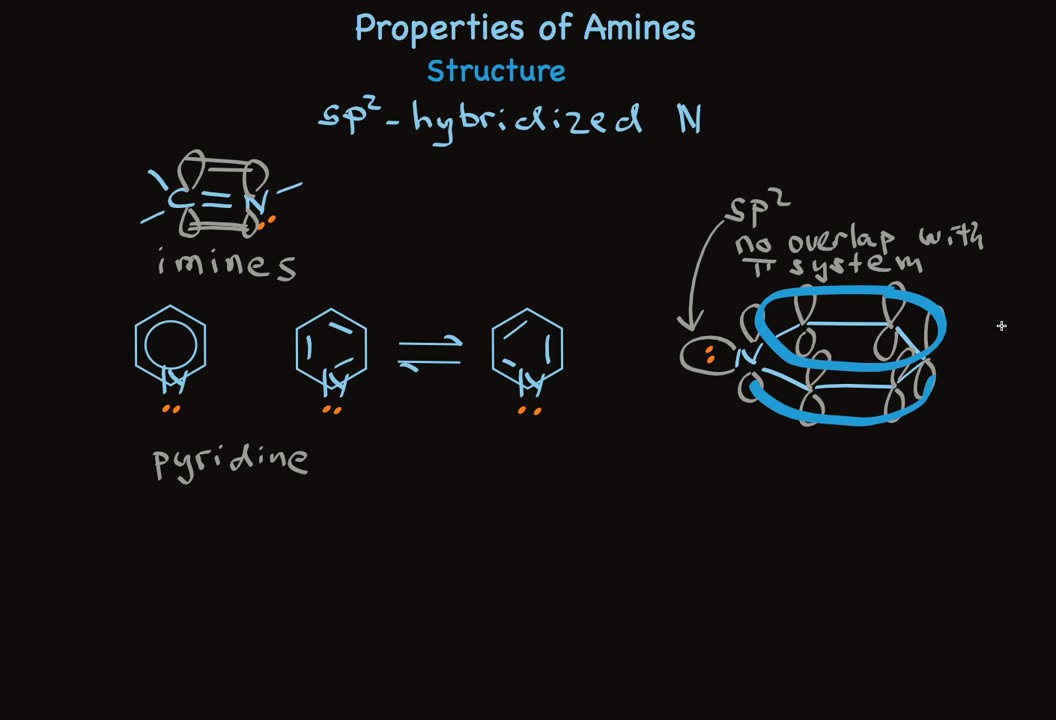 Properties of Amines
Structure
sp²-hybridized N
C=N
imines
sp²
no overlap with
π system
N
N
N
N
pyridine